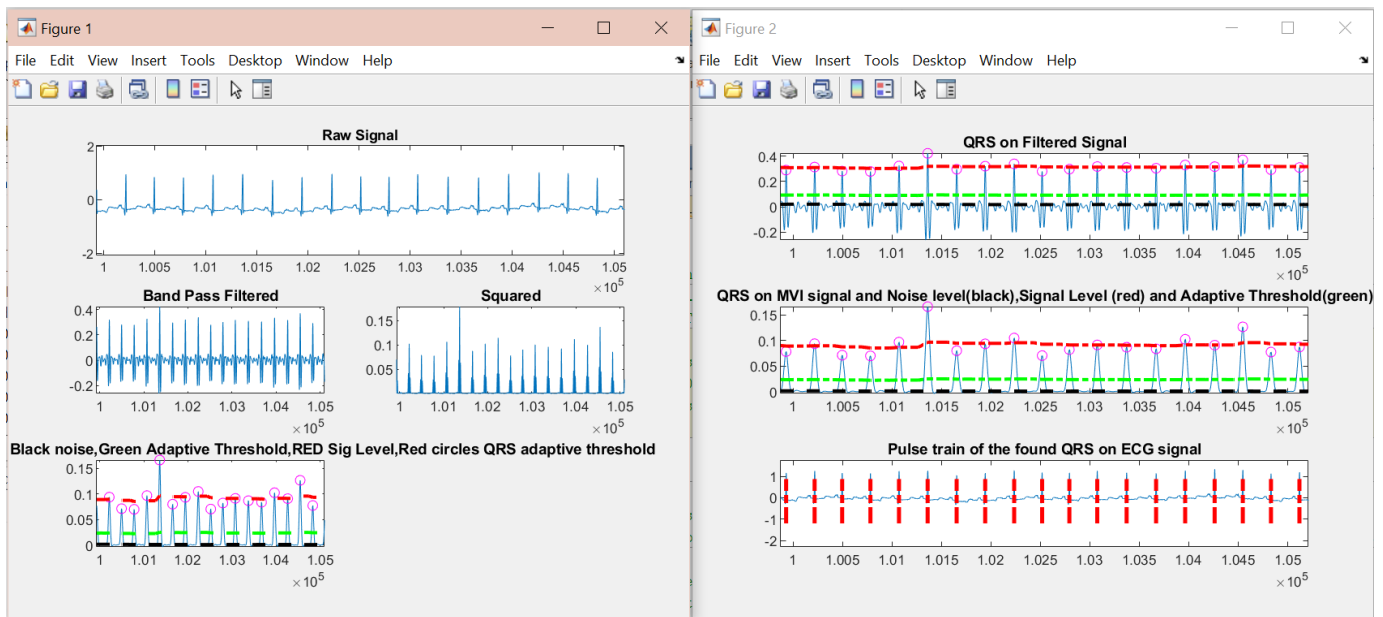 Figure 1
File Edit View Insert Tools Desktop Window Help
Raw Signal
2
0
-2
1 1.005 1.01 1.015 1.02 1.025 1.03 1.035 1.04 1.045 1.05
×10^5
Band Pass Filtered
0.4
0.2
0
-0.2
1 1.01 1.02 1.03 1.04 1.05
×10^5
Squared
0.15
0.1
0.05
1 1.01 1.02 1.03 1.04 1.05
×10^5
Black noise,Green Adaptive Threshold,RED Sig Level,Red circles QRS adaptive threshold
0.15
0.1
0.05
0
1 1.01 1.02 1.03 1.04 1.05
×10^5
Figure 2
File Edit View Insert Tools Desktop Window Help
QRS on Filtered Signal
0.4
0.2
0
-0.2
1 1.005 1.01 1.015 1.02 1.025 1.03 1.035 1.04 1.045 1.05
×10^5
QRS on MVI signal and Noise level(black),Signal Level (red) and Adaptive Threshold(green)
0.15
0.1
0.05
0
1 1.005 1.01 1.015 1.02 1.025 1.03 1.035 1.04 1.045 1.05
×10^5
Pulse train of the found QRS on ECG signal
1
0
-1
-2
1 1.005 1.01 1.015 1.02 1.025 1.03 1.035 1.04 1.045 1.05
×10^5